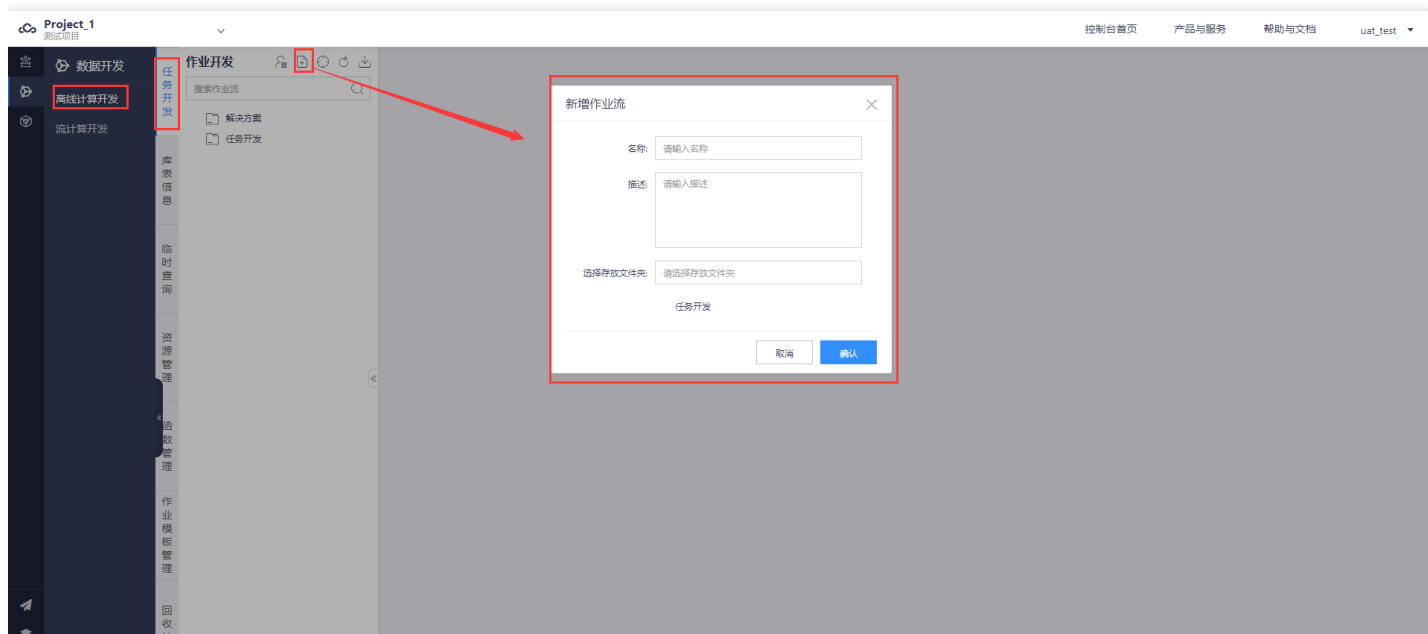 Project_1
测试项目
控制台首页
产品与服务
帮助与文档
uat_test
数据开发
离线计算开发
流计算开发
任务开发
库表信息
临时查询
资源管理
函数管理
作业模板管理
回收
作业开发
搜索作业流
解决方案
任务开发
新增作业流
名称:
请输入名称
描述:
请输入描述
选择存放文件夹:
请选择存放文件夹
任务开发
取消
确认